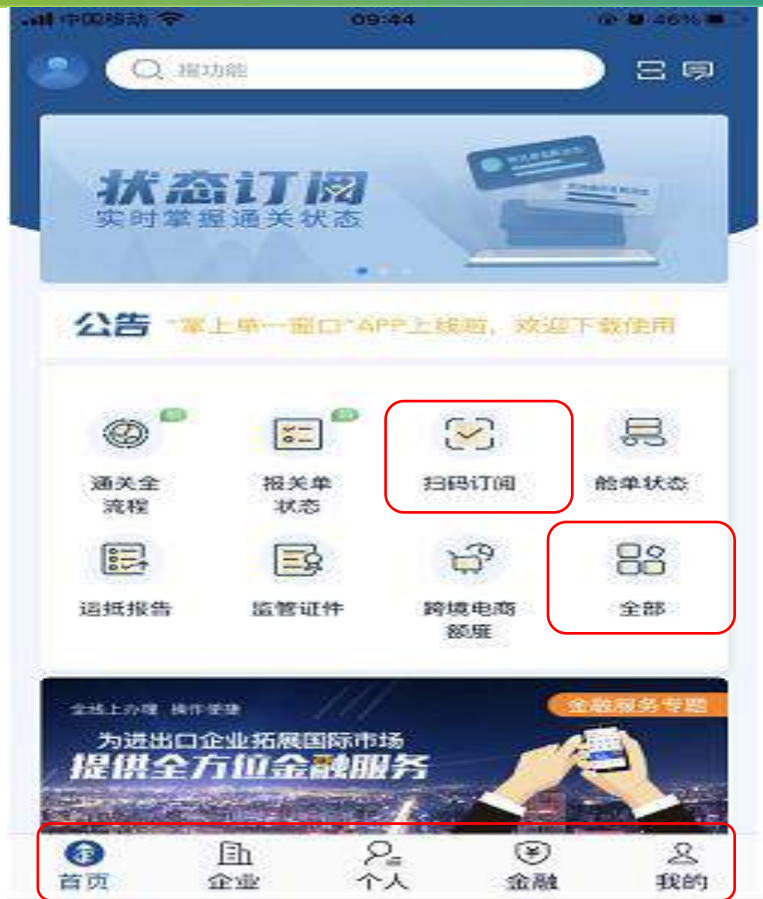 中国移动
09:44
46%
搜功能
状态订阅
实时掌握通关状态
公告 "掌上单一窗口"APP上线啦，欢迎下载使用
通关全
流程
报关单
状态
扫码订阅
舱单状态
运抵报告
监管证件
跨境电商
额度
全部
全线上办理 操作便捷
金融服务专题
为进出口企业拓展国际市场
提供全方位金融服务
首页
企业
个人
金融
我的